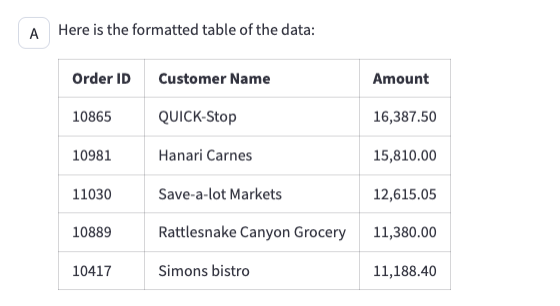 A
Here is the formatted table of the data:
Order ID Customer Name Amount
10865 QUICK-Stop 16,387.50
10981 Hanari Carnes 15,810.00
11030 Save-a-lot Markets 12,615.05
10889 Rattlesnake Canyon Grocery 11,380.00
10417 Simons bistro 11,188.40